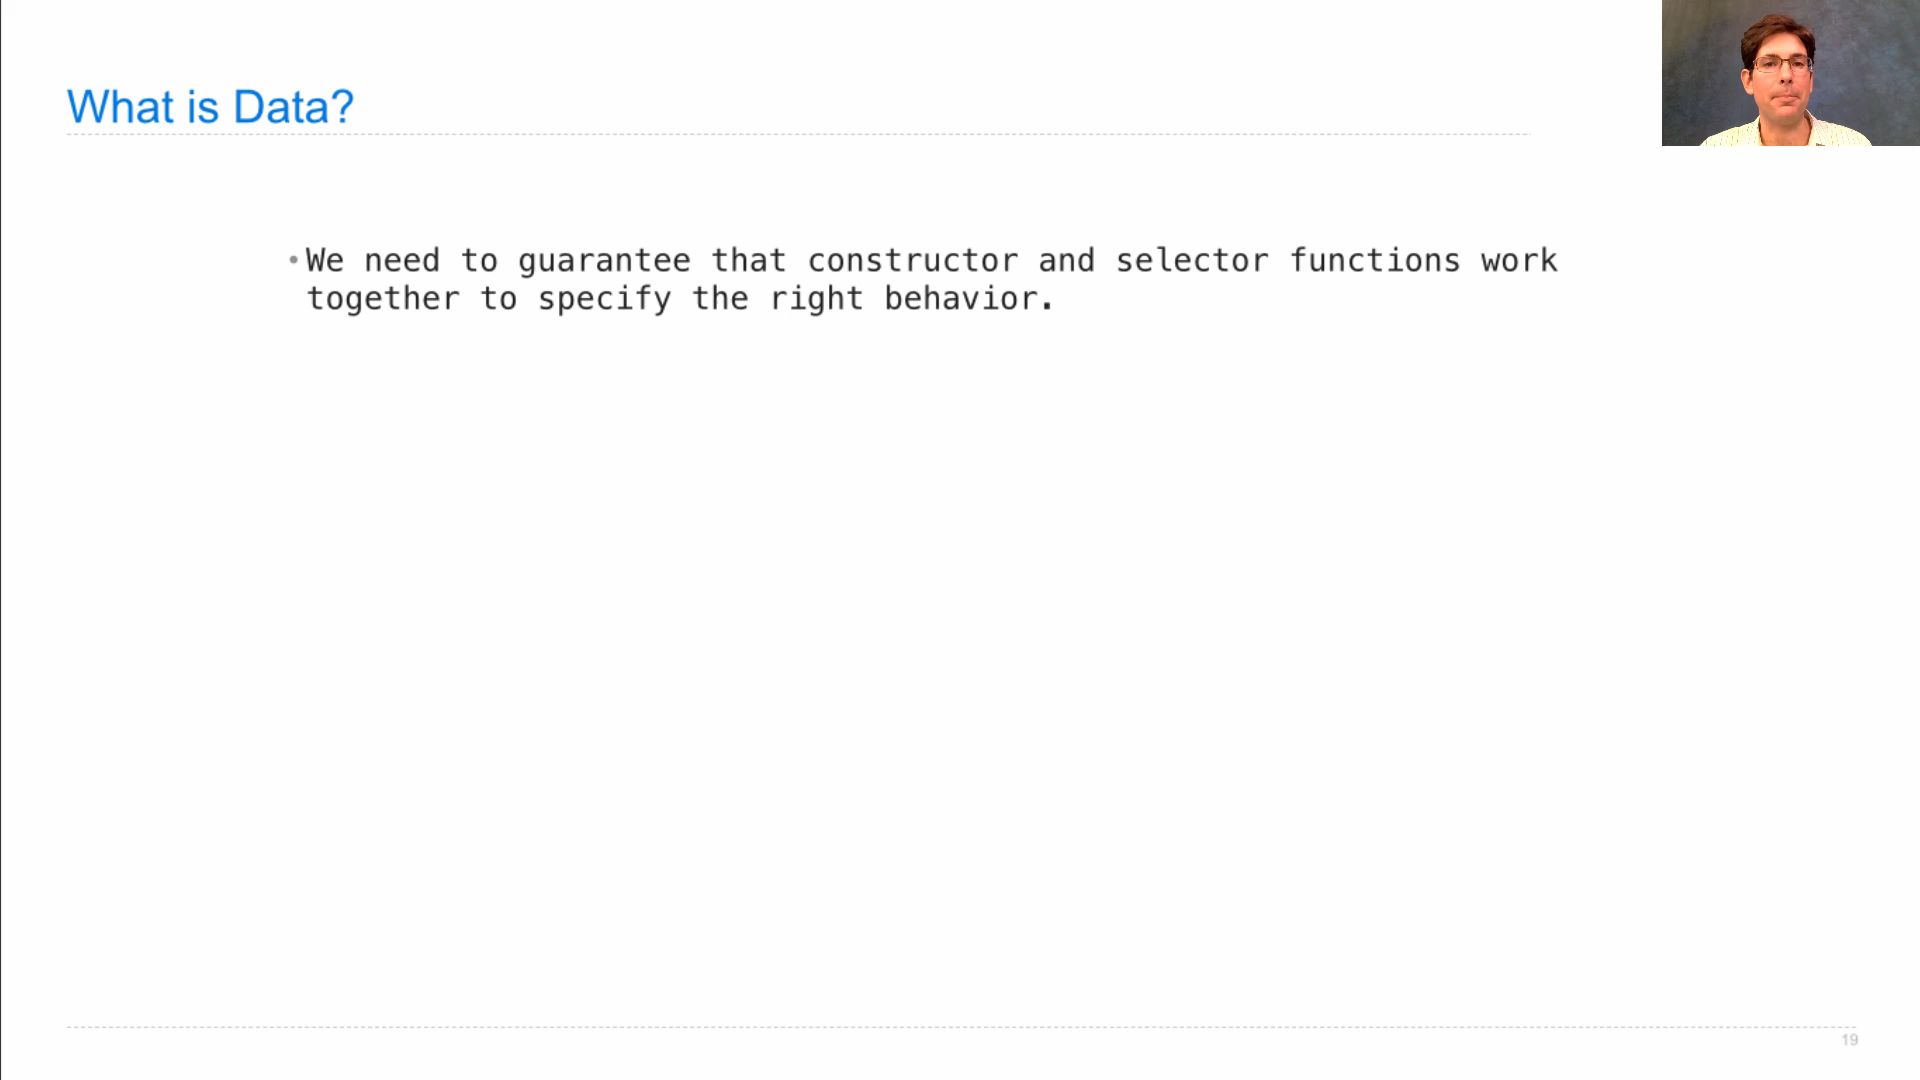 What is Data?
•We need to guarantee that constructor and selector functions work
together to specify the right behavior.
19